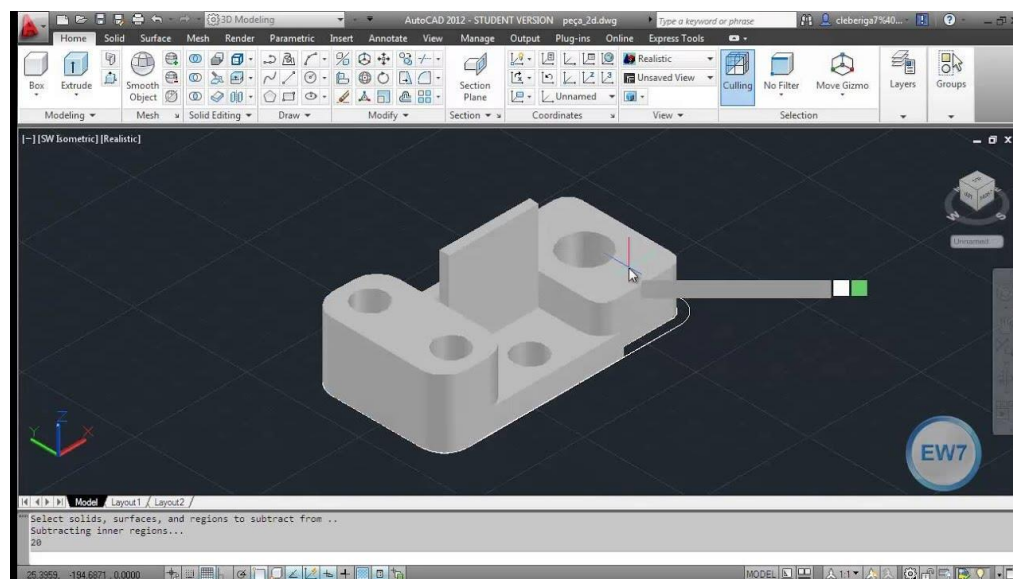 3D Modeling
AutoCAD 2012 - STUDENT VERSION peça_2d.dwg
Type a keyword or phrase
cleberiga7%40...
Home Solid Surface Mesh Render Parametric Insert Annotate View Manage Output Plug-ins Online Express Tools
Realistic
Unsaved View
Unnamed
Box Extrude Smooth Object Section Plane Culling No Filter Move Gizmo Layers Groups
Modeling Mesh Solid Editing Draw Modify Section Coordinates View Selection
[-] [SW Isometric] [Realistic]
Unnamed
Z
Y X
EW7
Model Layout1 Layout2
Select solids, surfaces, and regions to subtract from ..
Subtracting inner regions...
20
25.3959, -194.6871, 0.0000 MODEL 1:1